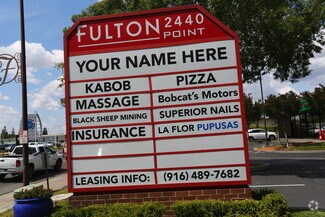 FULTON 2440
POINT
YOUR NAME HERE
KABOB PIZZA
MASSAGE Bobcat's Motors
BLACK SHEEP MINING SUPERIOR NAILS
INSURANCE LA FLOR PUPUSAS
LEASING INFO: (916) 489-7682